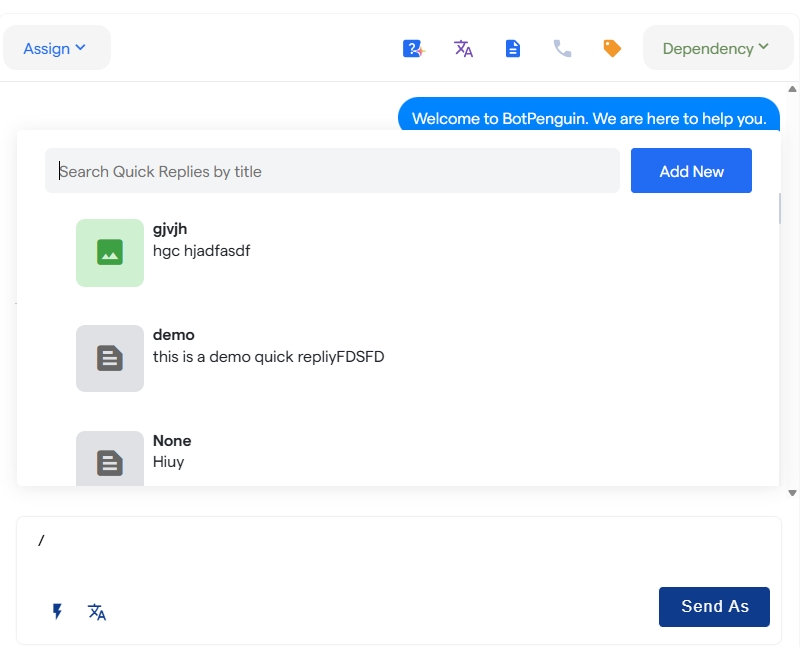 Assign
Dependency
Welcome to BotPenguin. We are here to help you.
Search Quick Replies by title
Add New
gjvjh
hgc hjadfasdf
demo
this is a demo quick repliyFDSFD
None
Hiuy
/
Send As